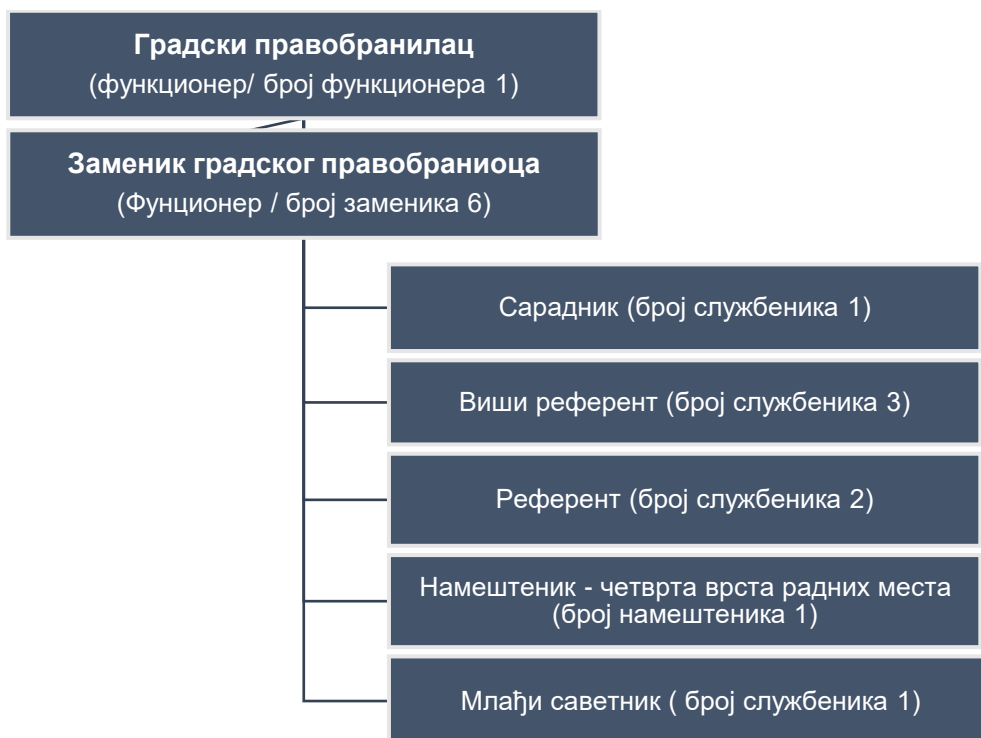 Градски правобранилац
(функционер/ број функционера 1)
Заменик градског правобраниоца
(Фунционер / број заменика 6)
Сарадник (број службеника 1)
Виши референт (број службеника 3)
Референт (број службеника 2)
Намештеник - четврта врста радних места
(број намештеника 1)
Млађи саветник ( број службеника 1)